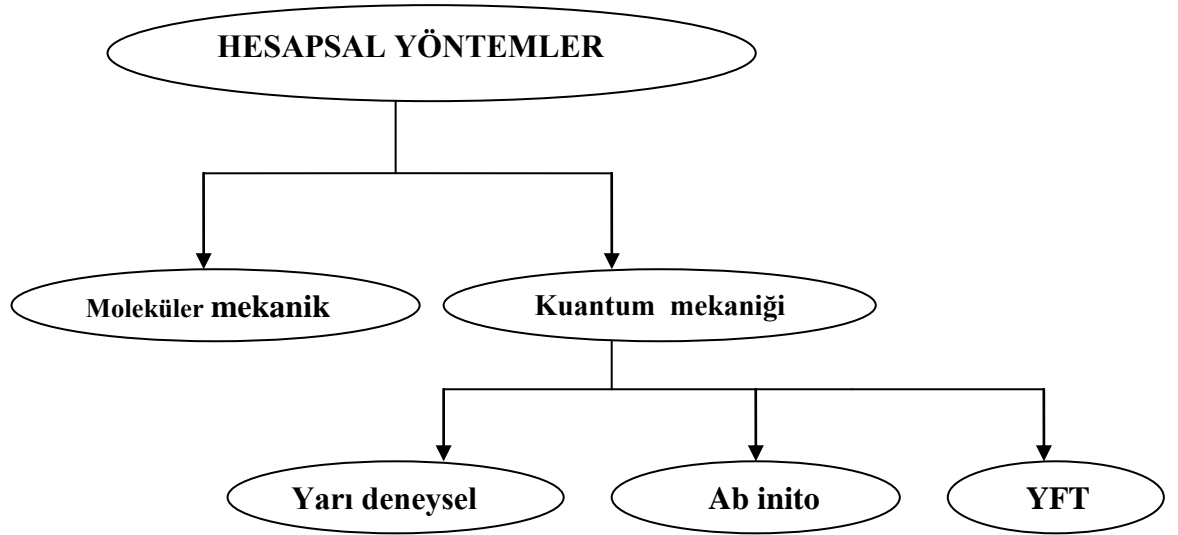 HESAPSAL YÖNTEMLER
Moleküler mekanik
Kuantum mekaniği
Yarı deneysel
Ab inito
YFT